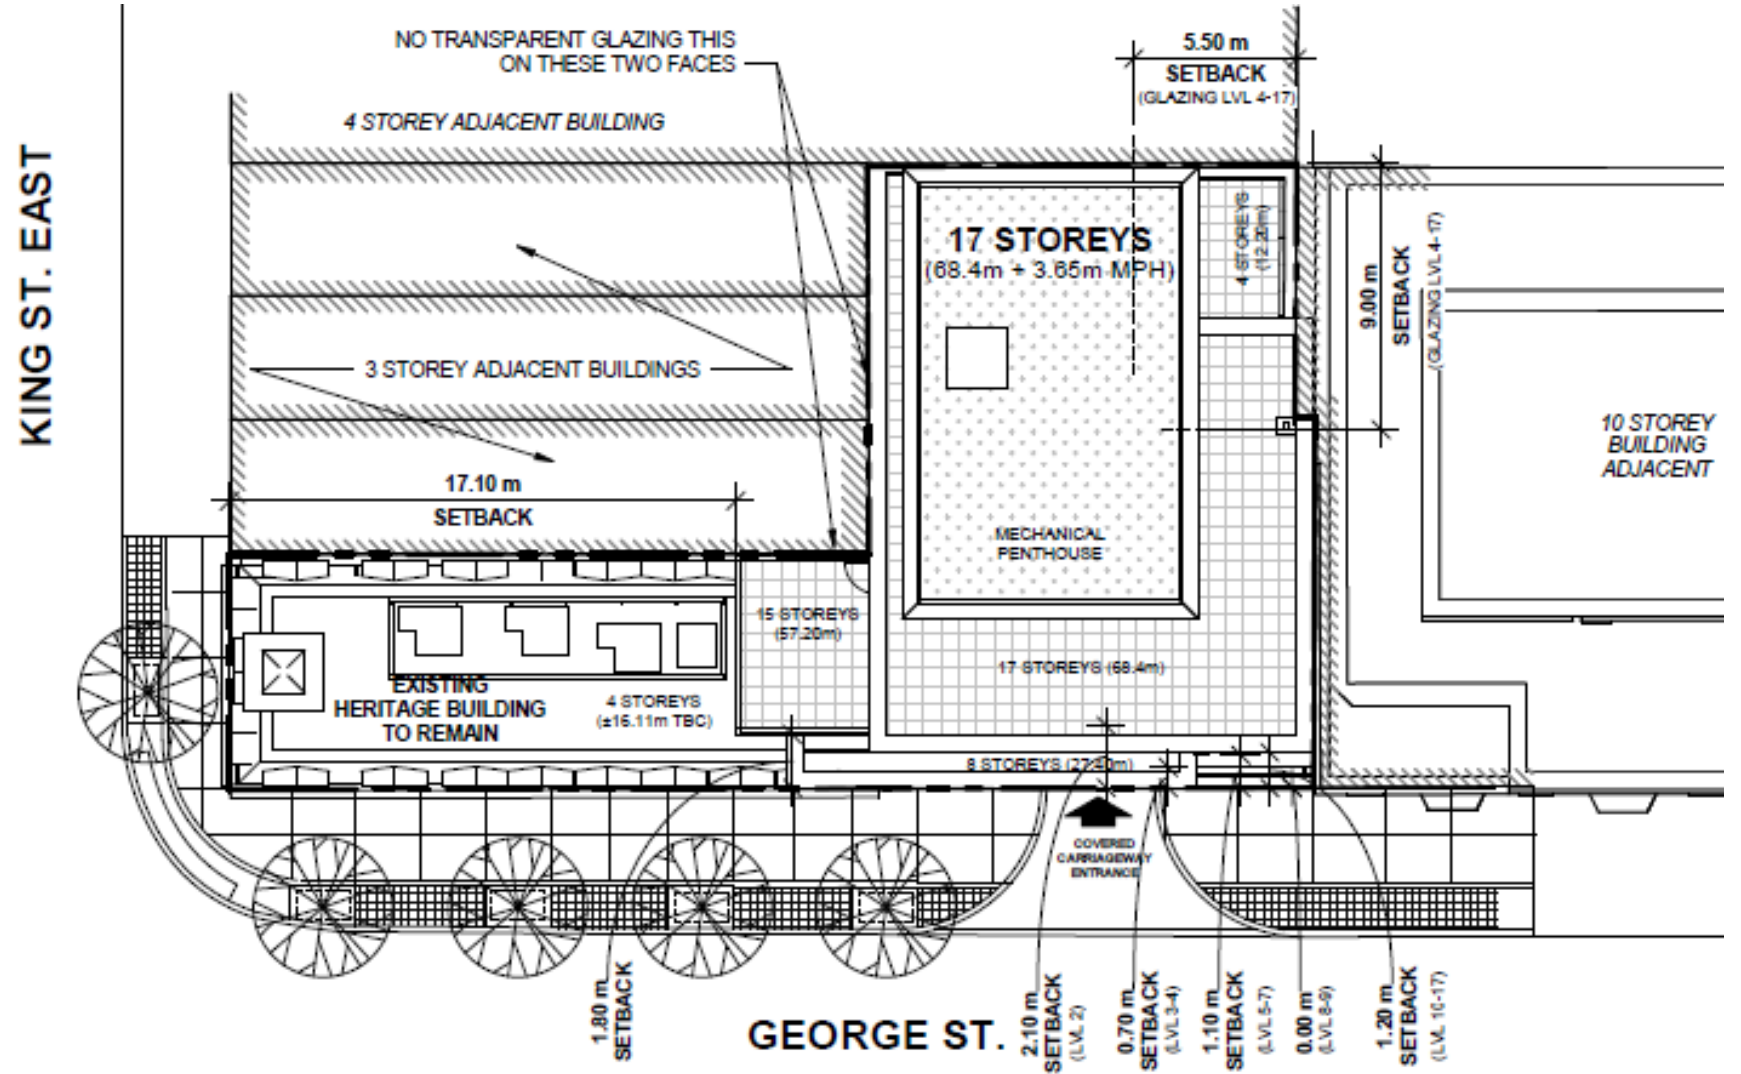 NO TRANSPARENT GLAZING THIS
ON THESE TWO FACES
4 STOREY ADJACENT BUILDING
5.50 m
SETBACK
(GLAZING LVL 4-17)
KING ST. EAST
17 STOREYS
(68.4m + 3.65m MPH)
4 STOREYS
(12.20m)
9.00 m
SETBACK
(GLAZING LVL 4-17)
3 STOREY ADJACENT BUILDINGS
10 STOREY
BUILDING
ADJACENT
17.10 m
SETBACK
MECHANICAL
PENTHOUSE
15 STOREYS
(57.20m)
17 STOREYS (68.4m)
EXISTING
HERITAGE BUILDING
TO REMAIN
4 STOREYS
(±16.11m TBC)
8 STOREYS (27.40m)
COVERED
CARRIAGEWAY
ENTRANCE
1.80 m
SETBACK
GEORGE ST.
2.10 m
SETBACK
(LVL 2)
0.70 m
SETBACK
(LVL 3-4)
1.10 m
SETBACK
(LVL 5-7)
0.00 m
(LVL 8-9)
1.20 m
SETBACK
(LVL 10-17)